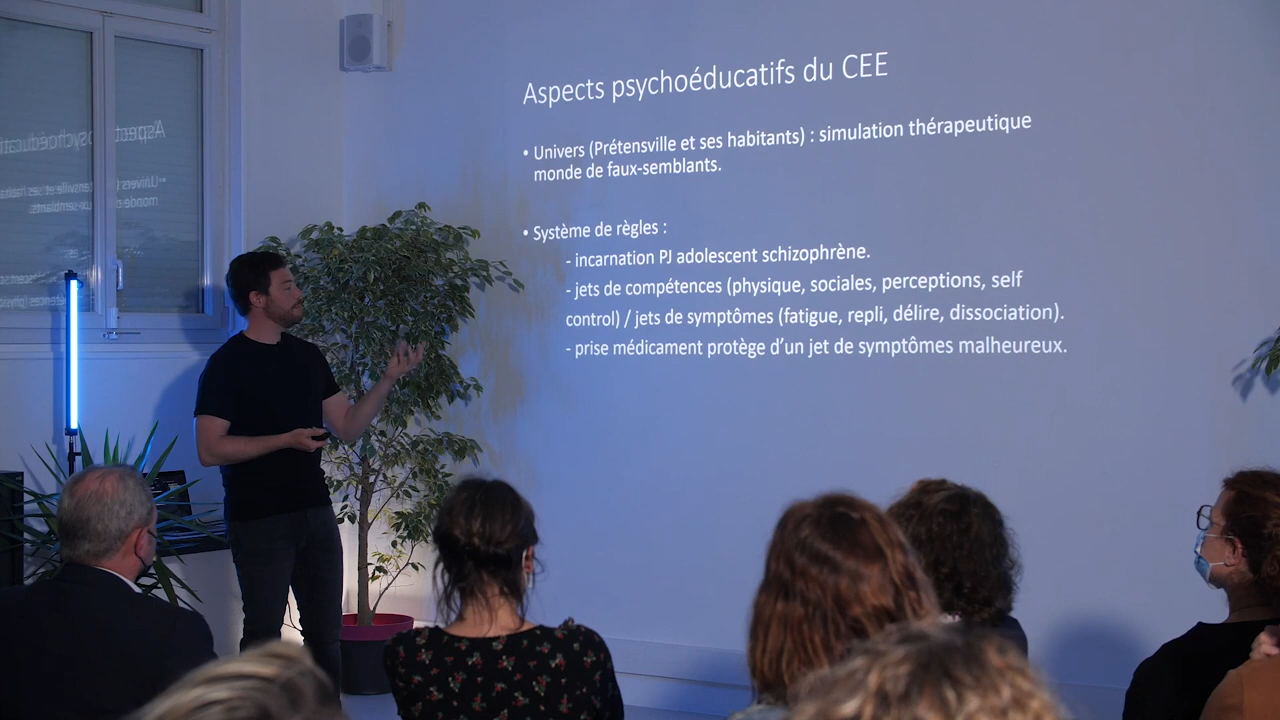 Aspects psychoéducatifs du CEE
• Univers (Prétensville et ses habitants) : simulation thérapeutique
monde de faux-semblants.
• Système de règles :
- incarnation PJ adolescent schizophrène.
- jets de compétences (physique, sociales, perceptions, self
control) / jets de symptômes (fatigue, repli, délire, dissociation).
- prise médicament protège d’un jet de symptômes malheureux.